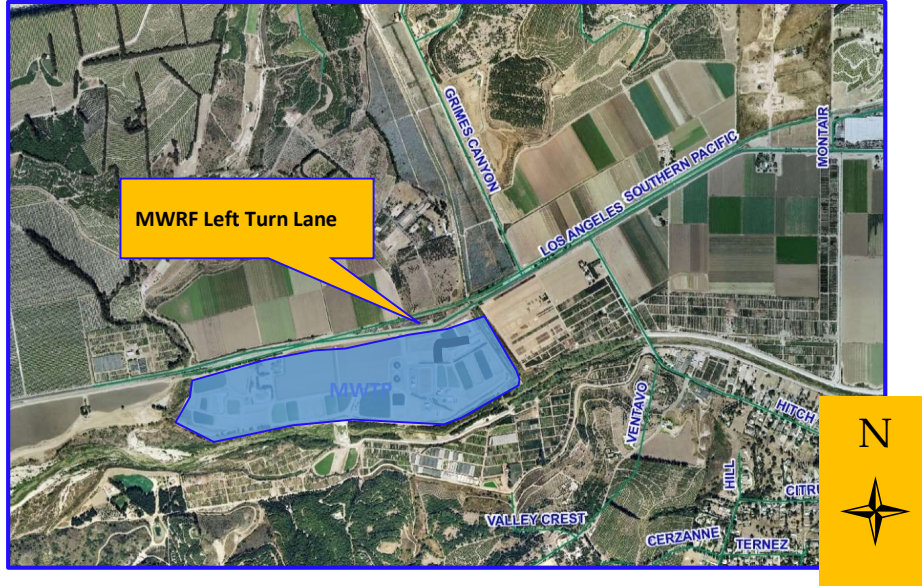 GRIMES CANYON
LOS ANGELES SOUTHERN PACIFIC
MONTAIR
MWRF Left Turn Lane
MWTP
VENTAVO
HITCH
N
HILL
CITR
VALLEY CREST
CERZANNE
TERNEZ